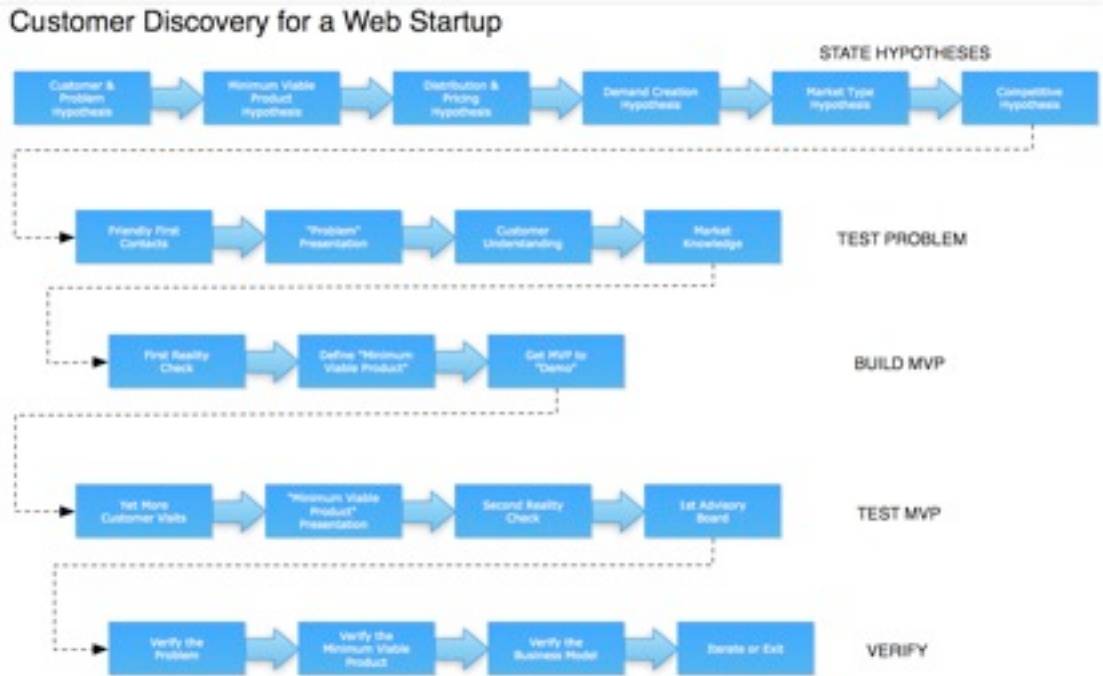 Customer Discovery for a Web Startup
STATE HYPOTHESES
Customer &
Problem
Hypothesis
Minimum Viable
Product
Hypothesis
Distribution &
Pricing
Hypothesis
Demand Creation
Hypothesis
Market Type
Hypothesis
Competitive
Hypothesis
Friendly First
Contacts
"Problem"
Presentation
Customer
Understanding
Market
Knowledge
TEST PROBLEM
First Reality
Check
Define "Minimum
Viable Product"
Get MVP to
"Demo"
BUILD MVP
Yet More
Customer Visits
"Minimum Viable
Product"
Presentation
Second Reality
Check
1st Advisory
Board
TEST MVP
Verify the
Problem
Verify the
Minimum Viable
Product
Verify the
Business Model
Iterate or Exit
VERIFY